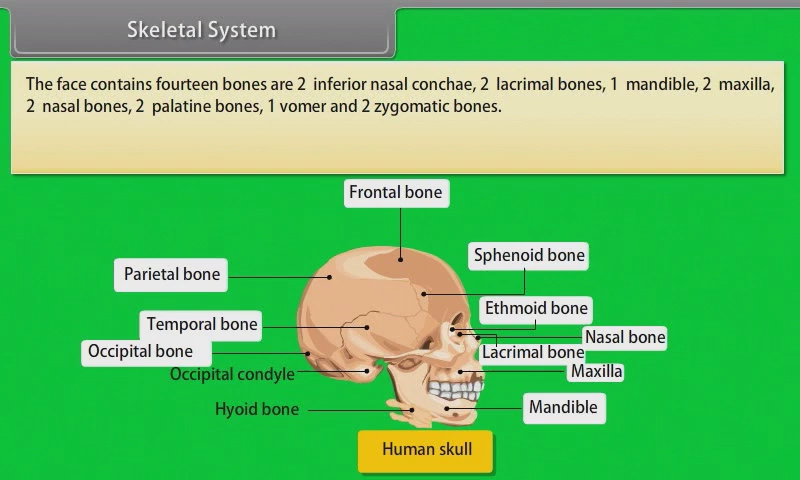 Skeletal System
The face contains fourteen bones are 2 inferior nasal conchae, 2 lacrimal bones, 1 mandible, 2 maxilla,
2 nasal bones, 2 palatine bones, 1 vomer and 2 zygomatic bones.
Frontal bone
Sphenoid bone
Parietal bone
Ethmoid bone
Temporal bone
Nasal bone
Occipital bone
Lacrimal bone
Occipital condyle
Maxilla
Hyoid bone
Mandible
Human skull